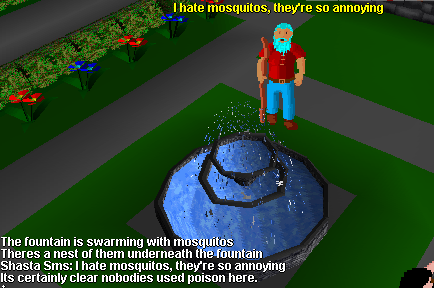 I hate mosquitos, they're so annoying
The fountain is swarming with mosquitos
Theres a nest of them underneath the fountain
Shasta Sms: I hate mosquitos, they're so annoying
Its certainly clear nobodies used poison here.